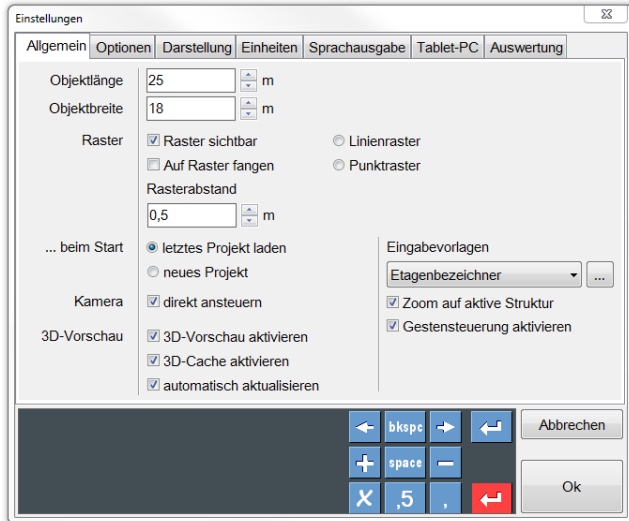 Einstellungen
Allgemein Optionen Darstellung Einheiten Sprachausgabe Tablet-PC Auswertung
Objektlänge 25 m
Objektbreite 18 m
Raster Raster sichtbar Linienraster
Auf Raster fangen Punktraster
Rasterabstand
0,5 m
... beim Start letztes Projekt laden Eingabevorlagen
neues Projekt Etagenbezeichner ...
Kamera direkt ansteuern Zoom auf aktive Struktur
Gestensteuerung aktivieren
3D-Vorschau 3D-Vorschau aktivieren
3D-Cache aktivieren
automatisch aktualisieren
bkspc Abbrechen
+ space −
X ,5 , Ok